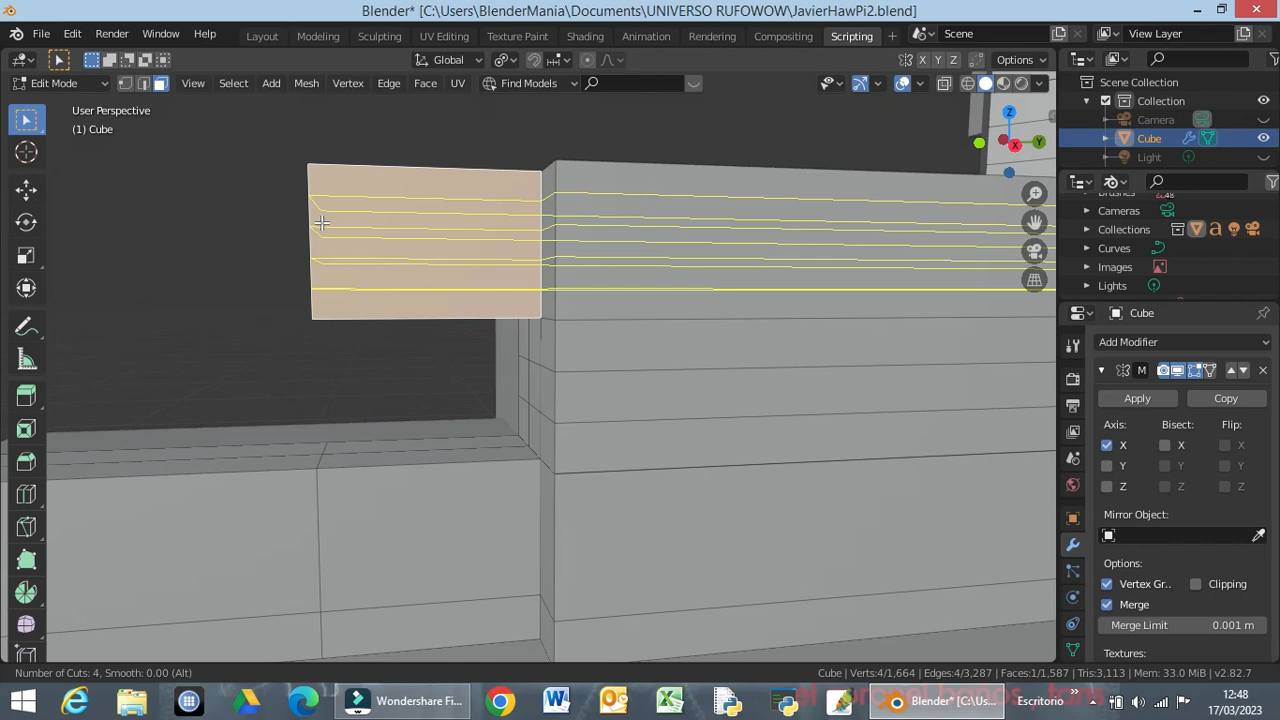 Blender* [C:\Users\BlenderMania\Documents\UNIVERSO RUFOWOW\JavierHawPi2.blend]
File Edit Render Window Help Layout Modeling Sculpting UV Editing Texture Paint Shading Animation Rendering Compositing Scripting Scene View Layer
Global X Y Z Options
Edit Mode View Select Add Mesh Vertex Edge Face UV Find Models
User Perspective
(1) Cube
Scene Collection
Collection
Camera
Cube
Light
Z
Y
X
Brushes
Cameras
Collections
Curves
Images
Lights
Cube
Add Modifier
M
Apply Copy
Axis: Bisect: Flip:
X X X
Y Y Y
Z Z Z
Mirror Object:
Options:
Vertex Gr.. Clipping
Merge
Merge Limit 0.001 m
Textures:
Number of Cuts: 4, Smooth: 0.00 (Alt)
Cube | Verts:4/1,664 | Edges:4/3,287 | Faces:1/1,587 | Tris:3,113 | Mem: 33.0 MiB | v2.82.7
Wondershare Fi...
Blender* [C:\Us...
Escritorio
12:48
17/03/2023